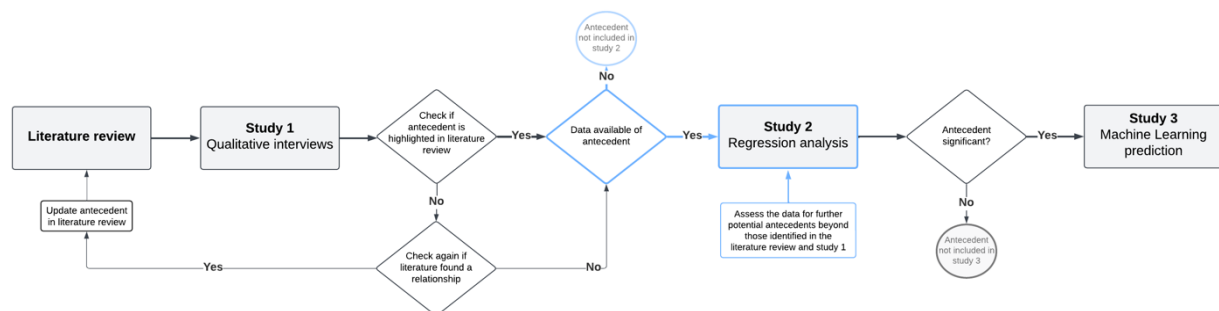 Antecedent
not included in
study 2
No
Literature review
Study 1
Qualitative interviews
Check if
antecedent is
highlighted in literature
review
Yes
Data available of
antecedent
Yes
Study 2
Regression analysis
Antecedent
significant?
Yes
Study 3
Machine Learning
prediction
No
No
Update antecedent
in literature review
Assess the data for further
potential antecedents beyond
those identified in the
literature review and study 1
Antecedent
not included in
study 3
Yes
Check again if
literature found a
relationship
No